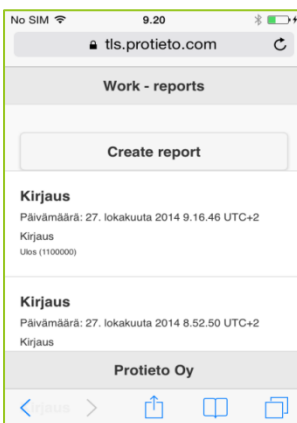 No SIM 9.20
tls.protieto.com
Work - reports
Create report
Kirjaus
Päivämäärä: 27. lokakuuta 2014 9.16.46 UTC+2
Kirjaus
Ulos (1100000)
Kirjaus
Päivämäärä: 27. lokakuuta 2014 8.52.50 UTC+2
Kirjaus
Protieto Oy